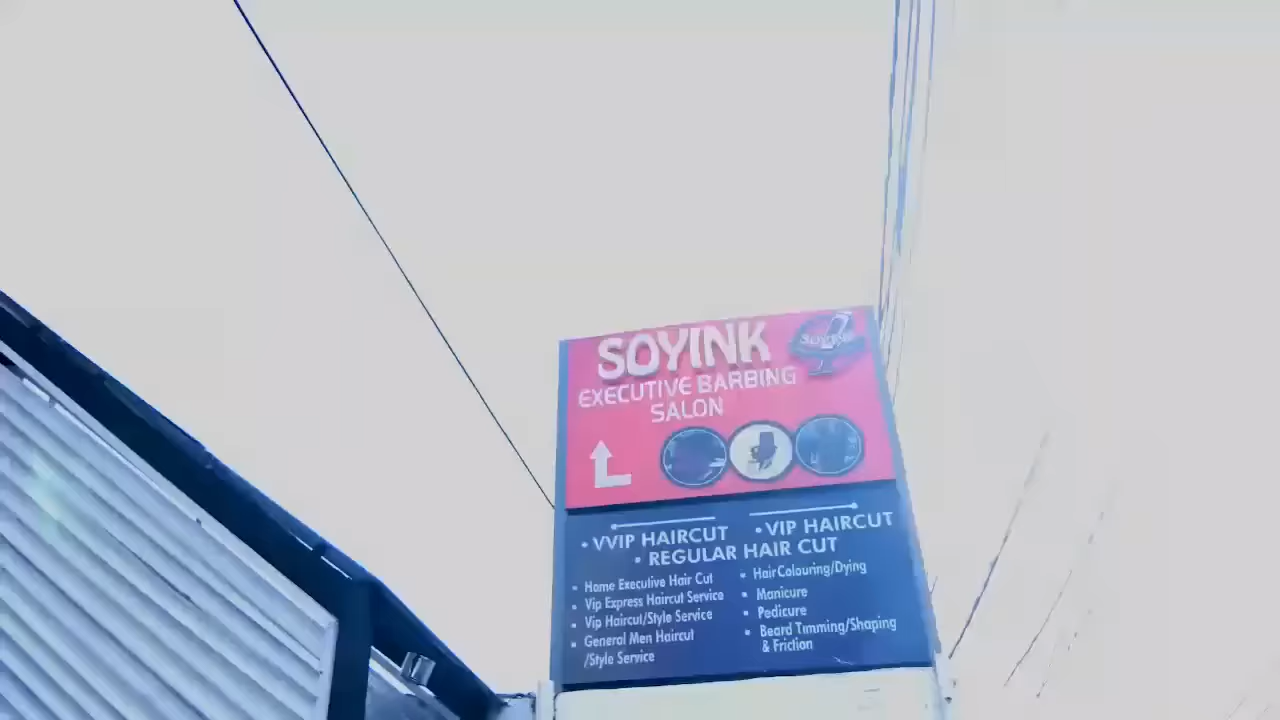 SOYINK
EXECUTIVE BARBING
SALON
• VVIP HAIRCUT
• VIP HAIRCUT
• REGULAR HAIR CUT
• Home Executive Hair Cut
• Vip Express Haircut Service
• Vip Haircut/Style Service
• General Men Haircut
/Style Service
• Hair Colouring/Dying
• Manicure
• Pedicure
• Beard Timming/Shaping
& Friction